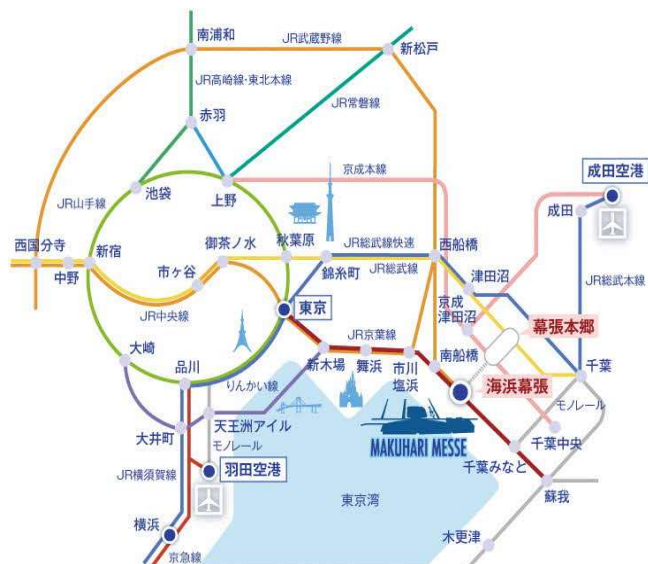 南浦和
JR武蔵野線
新松戸
JR高崎線・東北本線
JR常磐線
赤羽
池袋
上野
京成本線
成田空港
JR山手線
成田
秋葉原
御茶ノ水
JR総武線快速
西船橋
西国分寺
新宿
中野
市ヶ谷
錦糸町
JR総武線
津田沼
JR総武本線
JR中央線
東京
京成
津田沼
幕張本郷
大崎
JR京葉線
品川
新木場
舞浜
市川
塩浜
南船橋
千葉
りんかい線
海浜幕張
モノレール
大井町
天王洲アイル
MAKUHARI MESSE
千葉中央
モノレール
千葉みなと
JR横須賀線
羽田空港
蘇我
東京湾
横浜
木更津
京急線